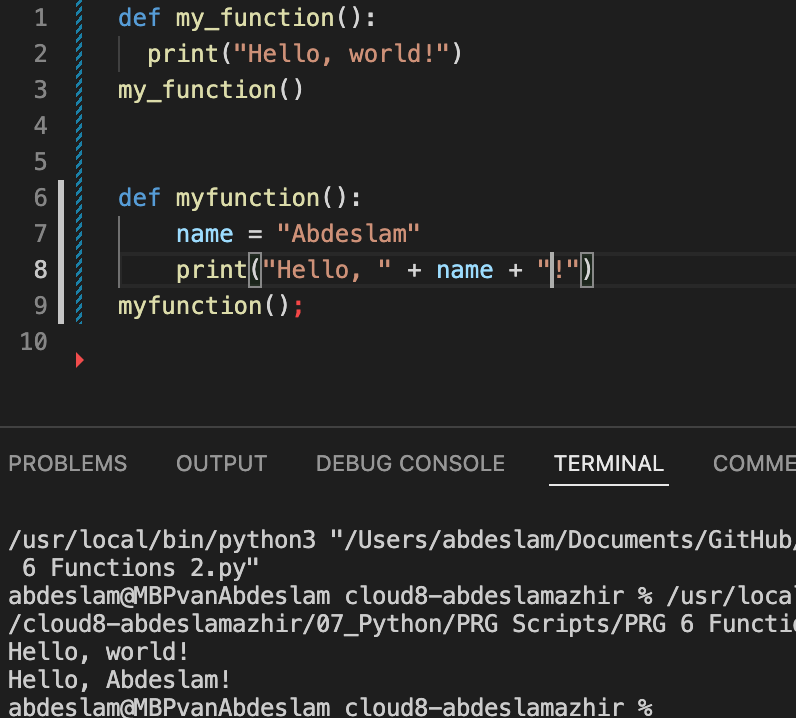 1 def my_function():
2 print("Hello, world!")
3 my_function()
4
5
6 def myfunction():
7 name = "Abdeslam"
8 print("Hello, " + name + "!")
9 myfunction();
10
PROBLEMS OUTPUT DEBUG CONSOLE TERMINAL COMME
/usr/local/bin/python3 "/Users/abdeslam/Documents/GitHub/
6 Functions 2.py"
abdeslam@MBPvanAbdeslam cloud8-abdeslamazhir % /usr/loca
/cloud8-abdeslamazhir/07_Python/PRG Scripts/PRG 6 Functi
Hello, world!
Hello, Abdeslam!
abdeslam@MBPvanAbdeslam cloud8-abdeslamazhir %